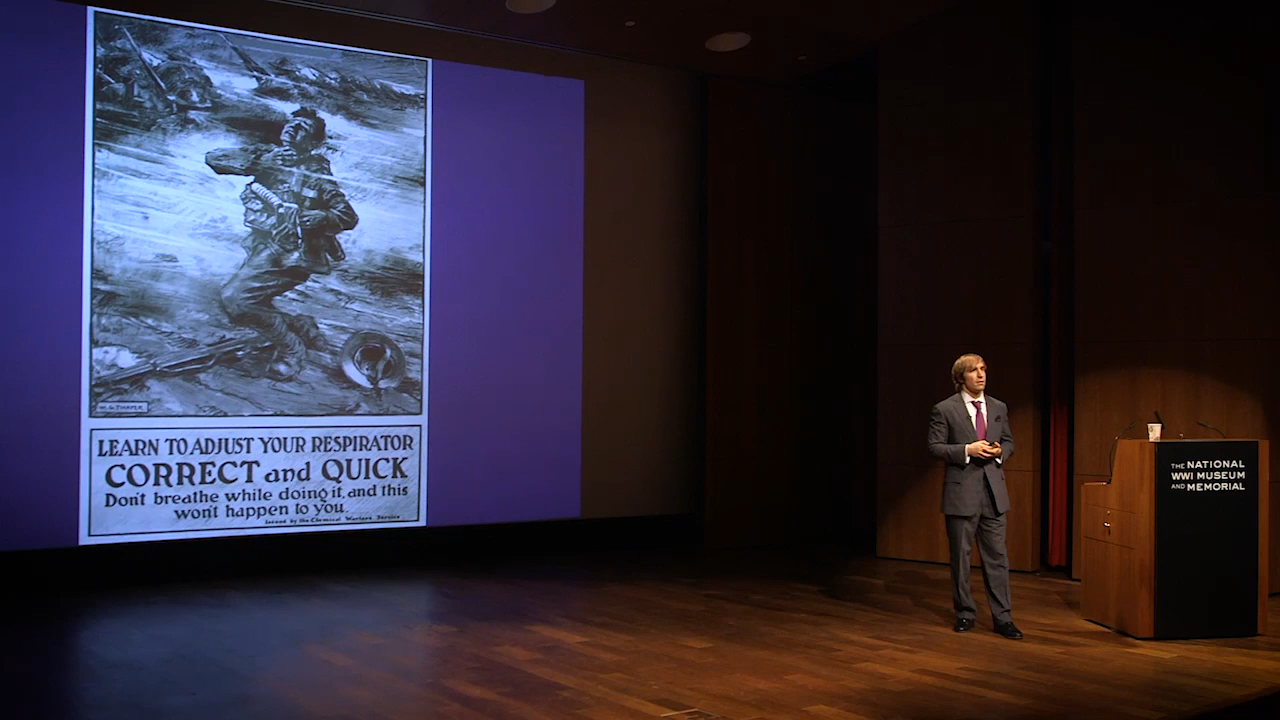 W. G. THAYER
LEARN TO ADJUST YOUR RESPIRATOR
CORRECT and QUICK
Don't breathe while doing it, and this
won't happen to you.
Issued by the Chemical Warfare Service
THE NATIONAL
WWI MUSEUM
AND MEMORIAL